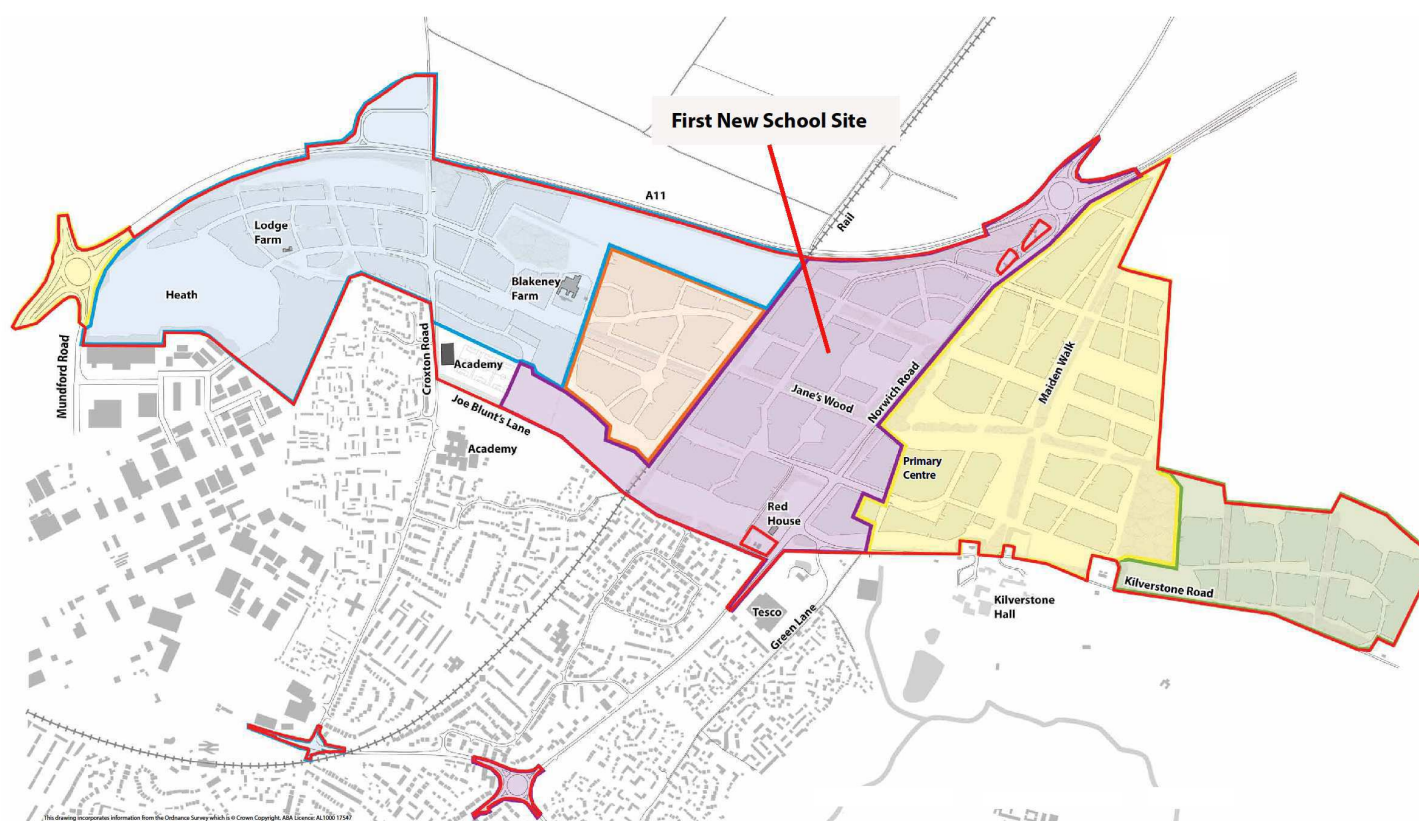 First New School Site
A11
Rail
Lodge
Farm
Blakeney
Farm
Heath
Mundford Road
Croxton Road
Academy
Joe Blunt's Lane
Academy
Jane's Wood
Norwich Road
Maiden Walk
Primary
Centre
Red
House
Tesco
Green Lane
Kilverstone
Hall
Kilverstone Road
This drawing incorporates information from the Ordnance Survey which is © Crown Copyright. ABA Licence: AL1000 17547